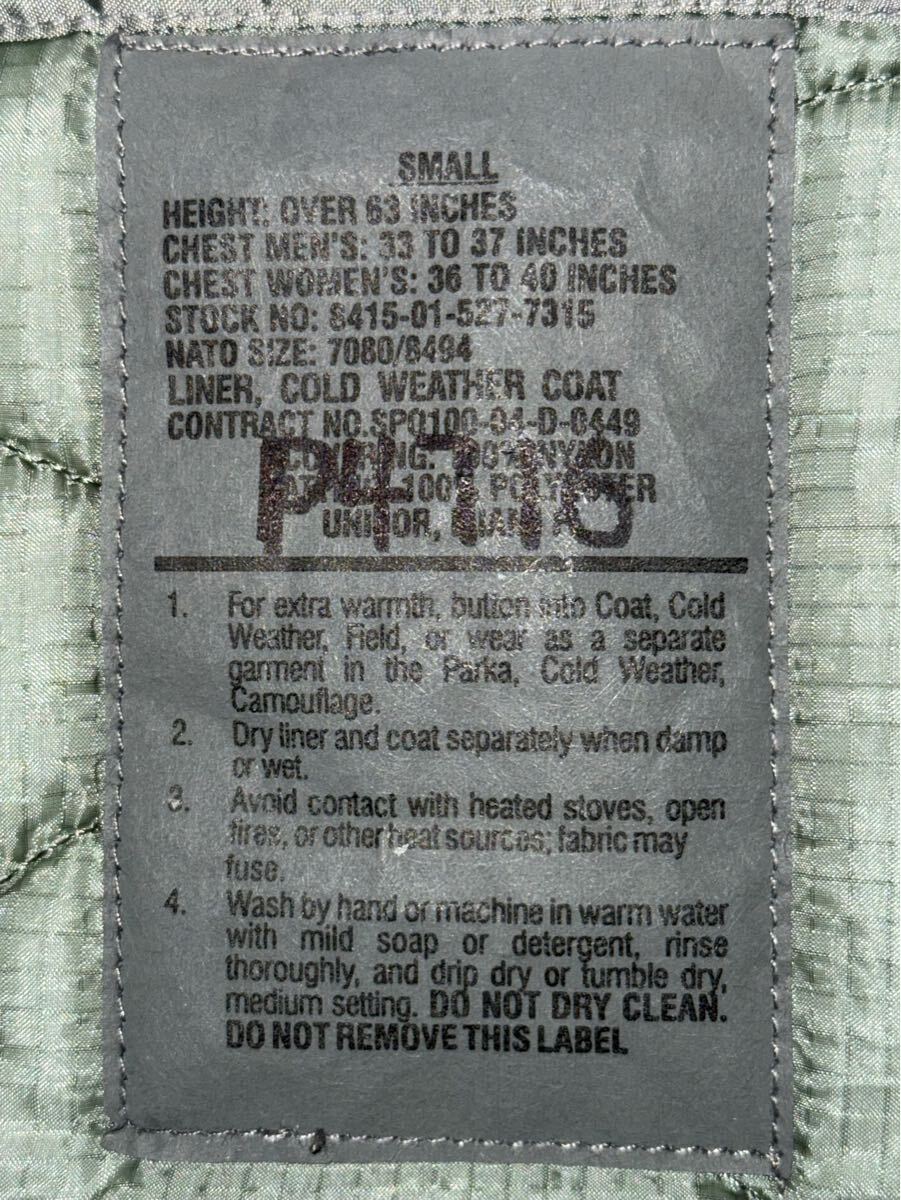 SMALL
HEIGHT: OVER 63 INCHES
CHEST MEN'S: 33 TO 37 INCHES
CHEST WOMEN'S: 36 TO 40 INCHES
STOCK NO: 8415-01-527-7315
NATO SIZE: 7080/8494
LINER, COLD WEATHER COAT
CONTRACT NO.SPO100-04-D-0449
NYLON
100% POLYESTER
UNICOR,
P4716
1. For extra warmth, button into Coat, Cold
Weather, Field, or wear as a separate
garment in the Parka, Cold Weather,
Camouflage.
2. Dry liner and coat separately when damp
or wet.
3. Avoid contact with heated stoves, open
fires, or other heat sources; fabric may
fuse.
4. Wash by hand or machine in warm water
with mild soap or detergent, rinse
thoroughly, and drip dry or tumble dry,
medium setting. DO NOT DRY CLEAN.
DO NOT REMOVE THIS LABEL